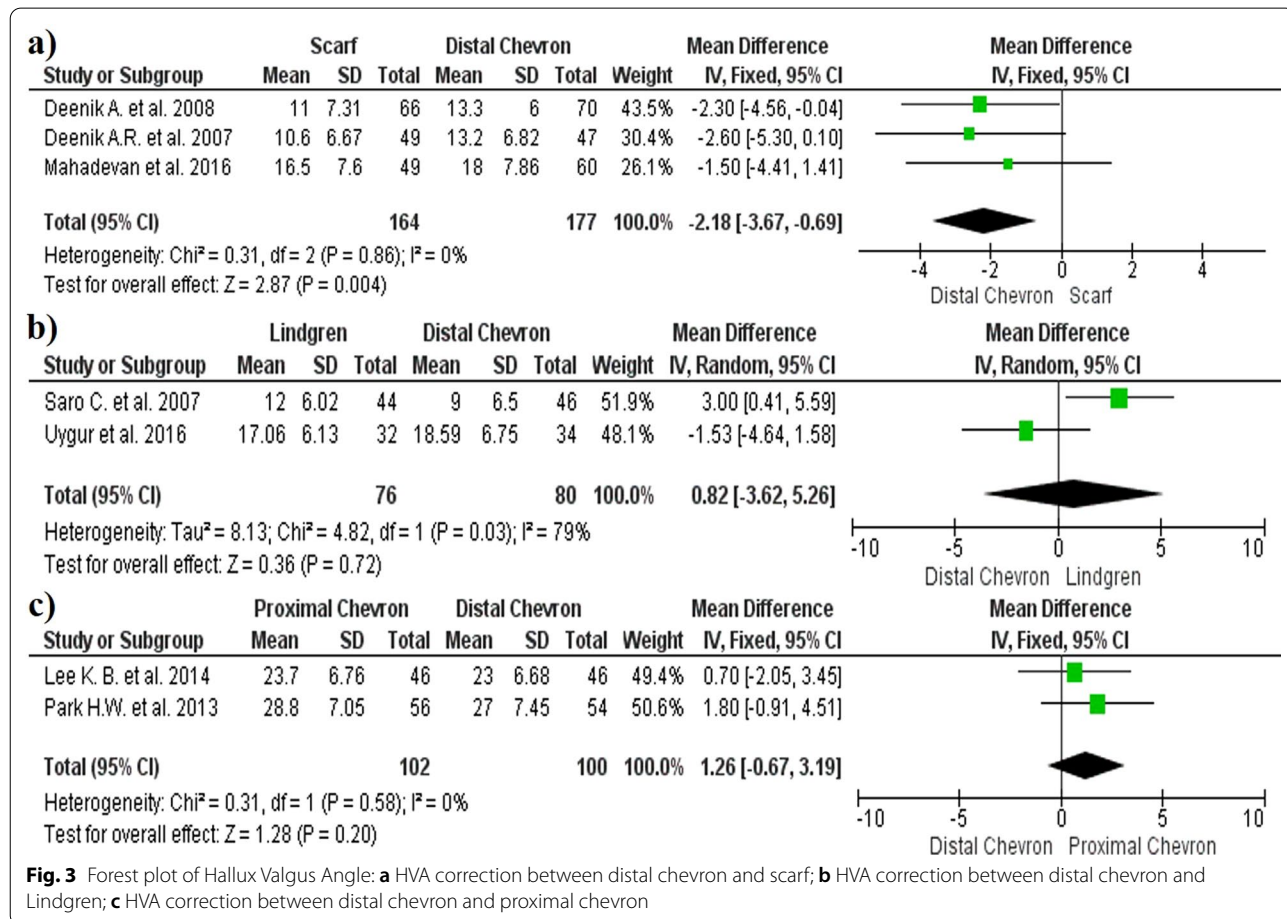 a)
Scarf Distal Chevron Mean Difference Mean Difference
Study or Subgroup Mean SD Total Mean SD Total Weight IV, Fixed, 95% CI IV, Fixed, 95% CI
Deenik A. et al. 2008 11 7.31 66 13.3 6 70 43.5% -2.30 [-4.56, -0.04]
Deenik A.R. et al. 2007 10.6 6.67 49 13.2 6.82 47 30.4% -2.60 [-5.30, 0.10]
Mahadevan et al. 2016 16.5 7.6 49 18 7.86 60 26.1% -1.50 [-4.41, 1.41]
Total (95% CI) 164 177 100.0% -2.18 [-3.67, -0.69]
Heterogeneity: Chi² = 0.31, df = 2 (P = 0.86); I² = 0%
Test for overall effect: Z = 2.87 (P = 0.004)
-4 -2 0 2 4
Distal Chevron Scarf
b)
Lindgren Distal Chevron Mean Difference Mean Difference
Study or Subgroup Mean SD Total Mean SD Total Weight IV, Random, 95% CI IV, Random, 95% CI
Saro C. et al. 2007 12 6.02 44 9 6.5 46 51.9% 3.00 [0.41, 5.59]
Uygur et al. 2016 17.06 6.13 32 18.59 6.75 34 48.1% -1.53 [-4.64, 1.58]
Total (95% CI) 76 80 100.0% 0.82 [-3.62, 5.26]
Heterogeneity: Tau² = 8.13; Chi² = 4.82, df = 1 (P = 0.03); I² = 79%
Test for overall effect: Z = 0.36 (P = 0.72)
-10 -5 0 5 10
Distal Chevron Lindgren
c)
Proximal Chevron Distal Chevron Mean Difference Mean Difference
Study or Subgroup Mean SD Total Mean SD Total Weight IV, Fixed, 95% CI IV, Fixed, 95% CI
Lee K. B. et al. 2014 23.7 6.76 46 23 6.68 46 49.4% 0.70 [-2.05, 3.45]
Park H.W. et al. 2013 28.8 7.05 56 27 7.45 54 50.6% 1.80 [-0.91, 4.51]
Total (95% CI) 102 100 100.0% 1.26 [-0.67, 3.19]
Heterogeneity: Chi² = 0.31, df = 1 (P = 0.58); I² = 0%
Test for overall effect: Z = 1.28 (P = 0.20)
-10 -5 0 5 10
Distal Chevron Proximal Chevron
Fig. 3 Forest plot of Hallux Valgus Angle: a HVA correction between distal chevron and scarf; b HVA correction between distal chevron and
Lindgren; c HVA correction between distal chevron and proximal chevron